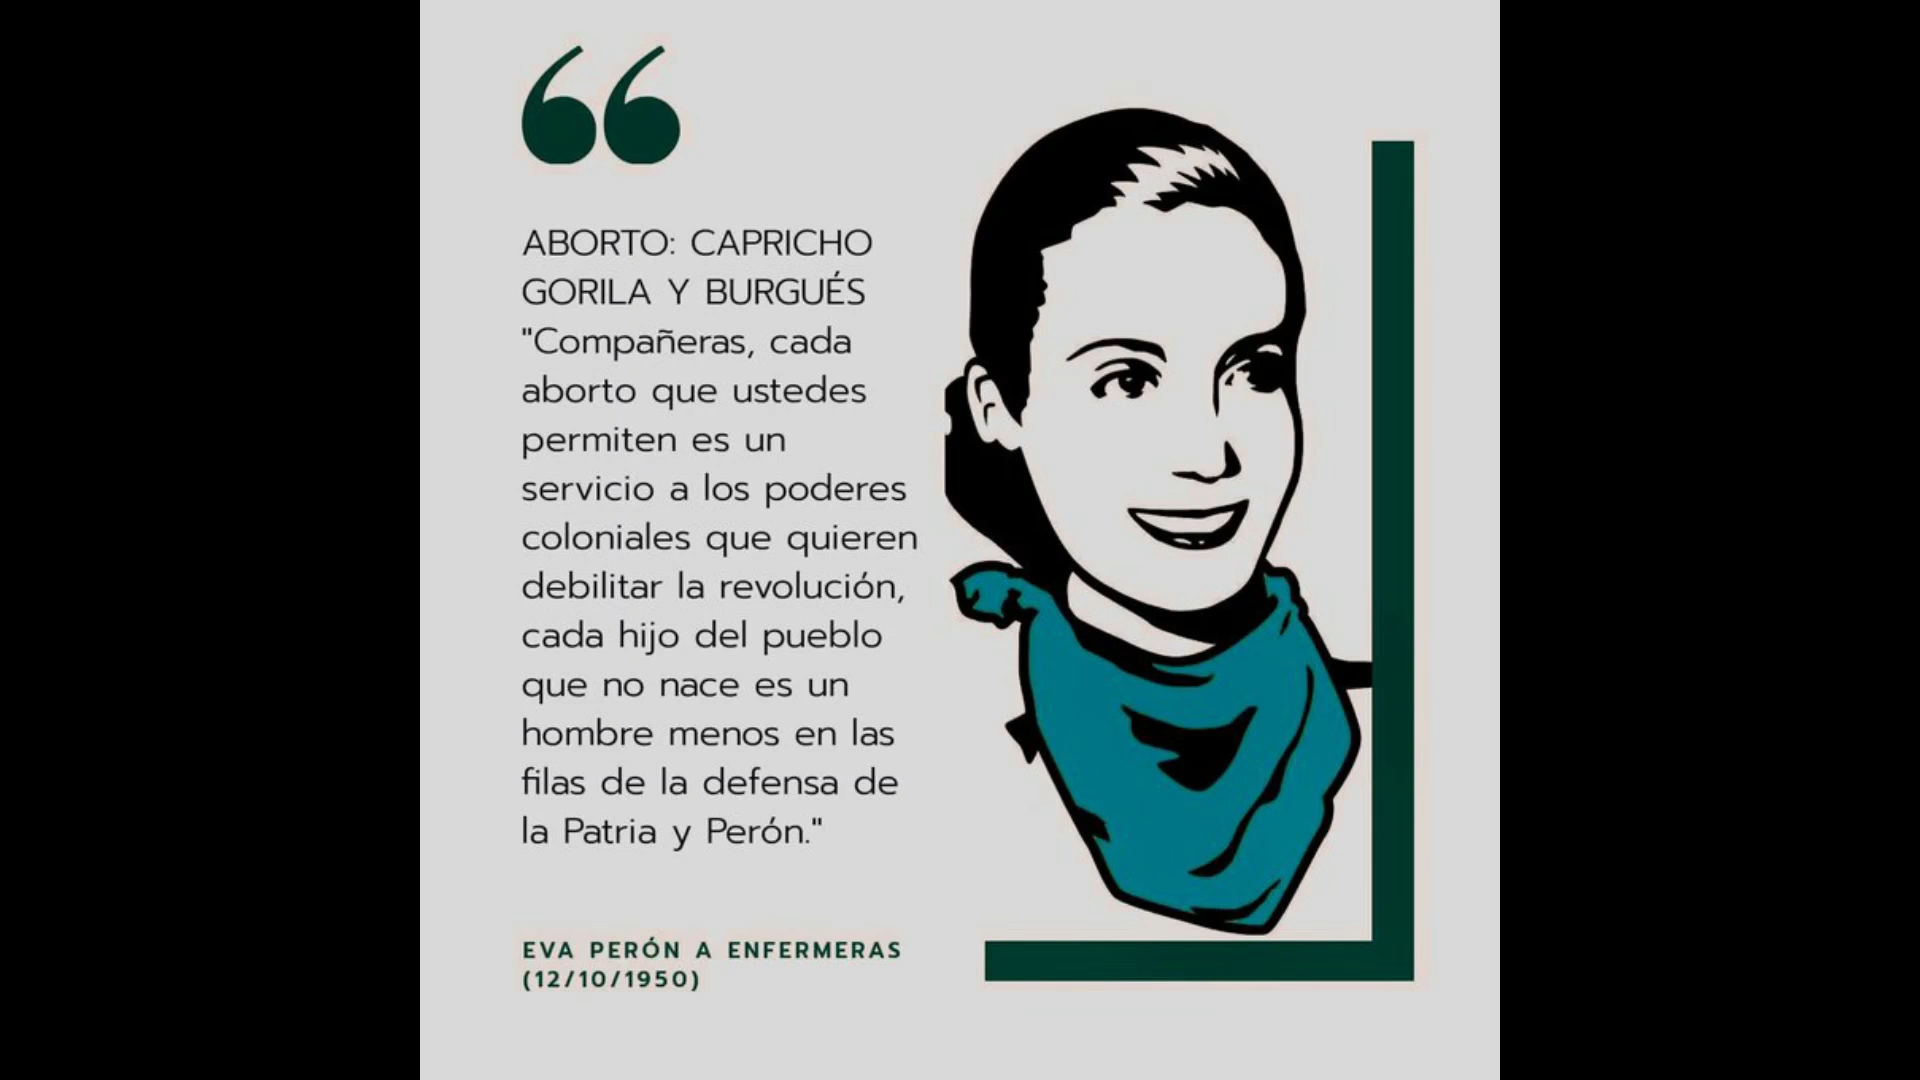 “
ABORTO: CAPRICHO
GORILA Y BURGUÉS
"Compañeras, cada
aborto que ustedes
permiten es un
servicio a los poderes
coloniales que quieren
debilitar la revolución,
cada hijo del pueblo
que no nace es un
hombre menos en las
filas de la defensa de
la Patria y Perón."
EVA PERÓN A ENFERMERAS
(12/10/1950)